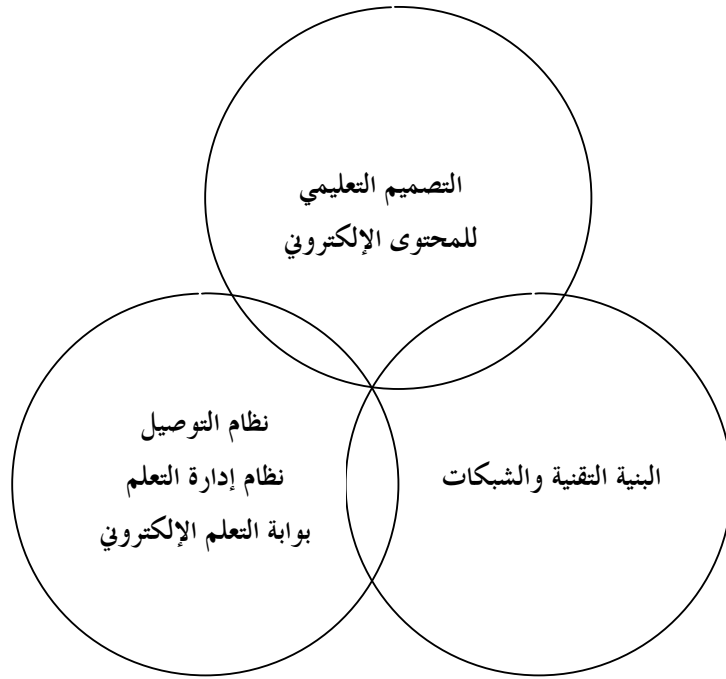 التصميم التعليمي
للمحتوى الإلكتروني
نظام التوصيل
نظام إدارة التعلم
بوابة التعلم الإلكتروني
البنية التقنية والشبكات